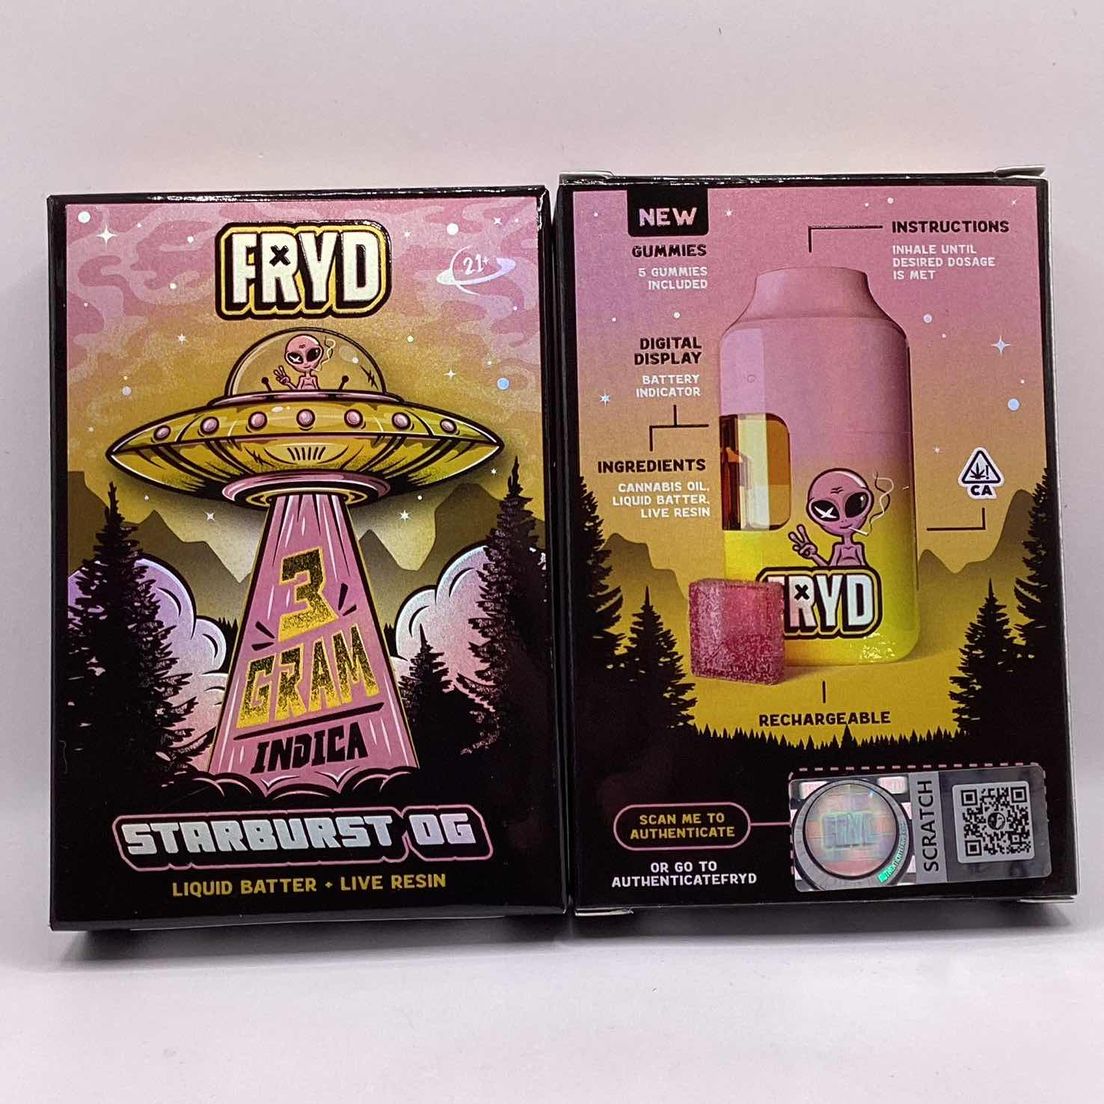 FRYD
21+
3
GRAM
INDICA
STARBURST OG
LIQUID BATTER + LIVE RESIN
NEW
GUMMIES
5 GUMMIES
INCLUDED
INSTRUCTIONS
INHALE UNTIL
DESIRED DOSAGE
IS MET
DIGITAL
DISPLAY
BATTERY
INDICATOR
INGREDIENTS
CANNABIS OIL,
LIQUID BATTER,
LIVE RESIN
CA
FRYD
RECHARGEABLE
SCAN ME TO
AUTHENTICATE
OR GO TO
AUTHENTICATEFRYD
FRYD
SCRATCH